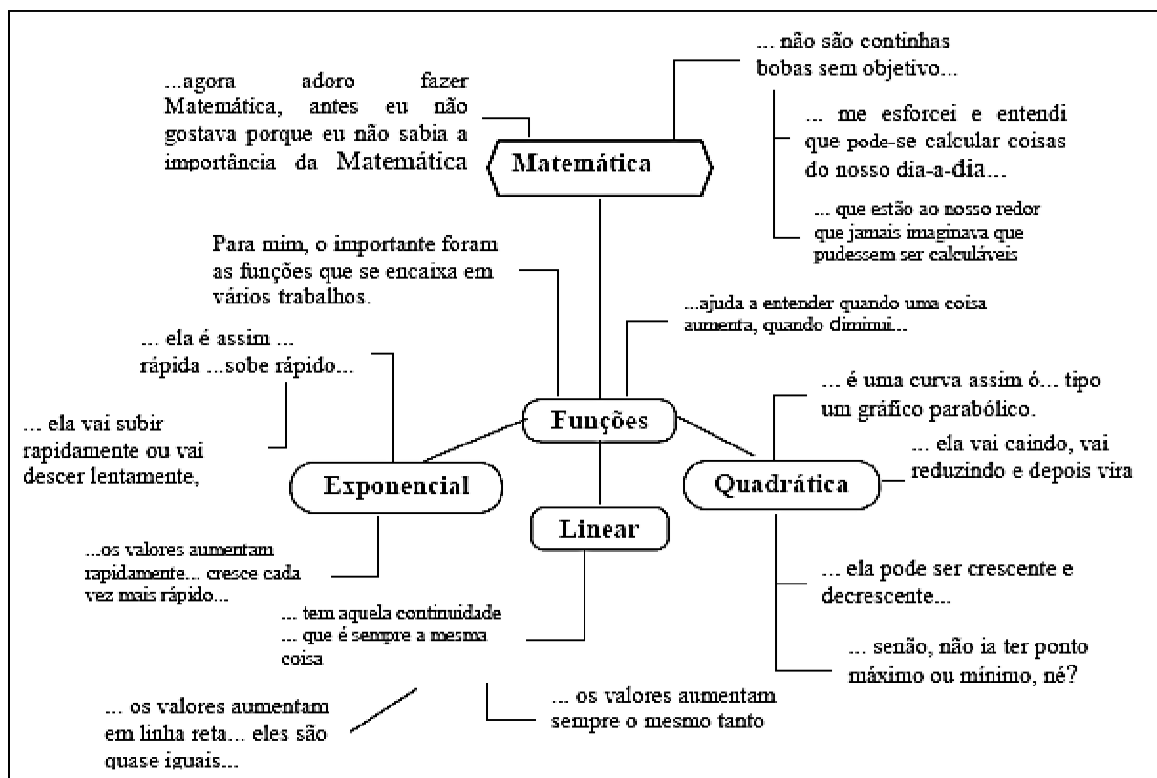 ...agora adoro fazer
Matemática, antes eu não
gostava porque eu não sabia a
importância da Matemática
... não são continhas
bobas sem objetivo...
Matemática
... me esforcei e entendi
que pode-se calcular coisas
do nosso dia-a-dia...
... que estão ao nosso redor
que jamais imaginava que
pudessem ser calculáveis
Para mim, o importante foram
as funções que se encaixa em
vários trabalhos.
...ajuda a entender quando uma coisa
aumenta, quando diminui...
... ela é assim ...
rápida ...sobe rápido...
... ela vai subir
rapidamente ou vai
descer lentamente,
Funções
... é uma curva assim ó... tipo
um gráfico parabólico.
... ela vai caindo, vai
reduzindo e depois vira
Exponencial
Linear
Quadrática
...os valores aumentam
rapidamente... cresce cada
vez mais rápido...
... tem aquela continuidade
... que é sempre a mesma
coisa
... ela pode ser crescente e
decrescente...
... senão, não ia ter ponto
máximo ou mínimo, né?
... os valores aumentam
em linha reta... eles são
quase iguais...
... os valores aumentam
sempre o mesmo tanto